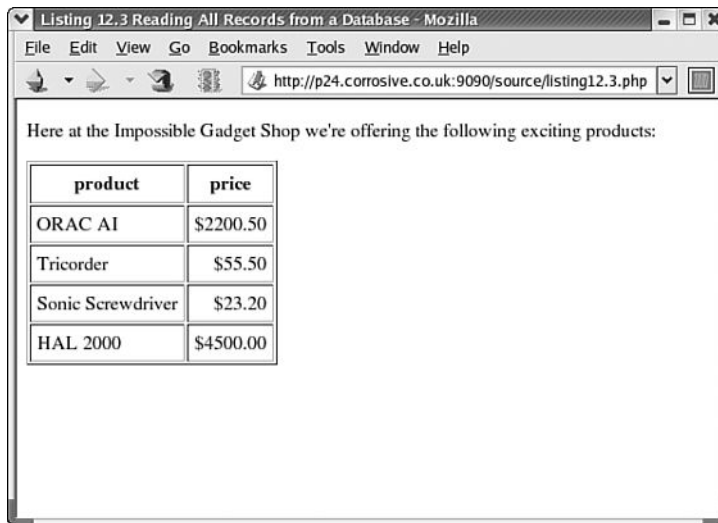 Listing 12.3 Reading All Records from a Database - Mozilla
File Edit View Go Bookmarks Tools Window Help
http://p24.corrosive.co.uk:9090/source/listing12.3.php
Here at the Impossible Gadget Shop we're offering the following exciting products:
product price
ORAC AI $2200.50
Tricorder $55.50
Sonic Screwdriver $23.20
HAL 2000 $4500.00